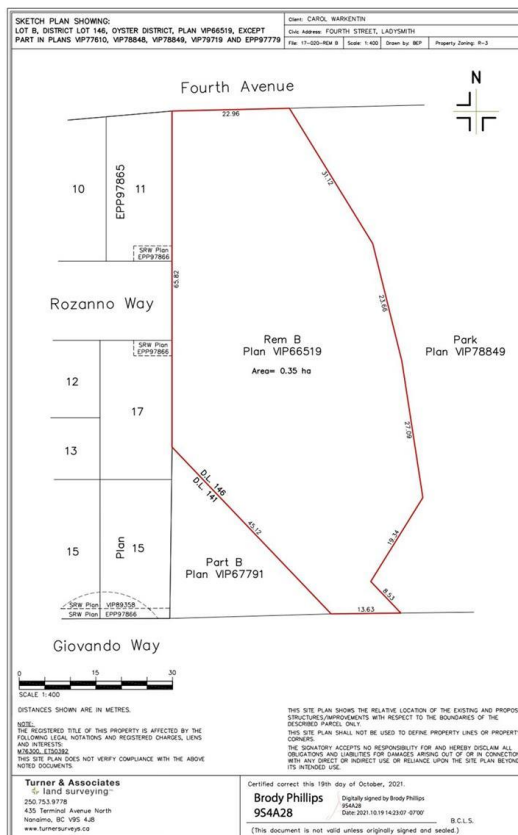 SKETCH PLAN SHOWING:
LOT B, DISTRICT LOT 146, OYSTER DISTRICT, PLAN VIP66519, EXCEPT
PART IN PLANS VIP77610, VIP78848, VIP78849, VIP79719 AND EPP97779
Client: CAROL WARKENTIN
Civic Address: FOURTH STREET, LADYSMITH
File: 17-020-REM B Scale: 1:400 Drawn by: BEP Property Zoning: R-3
Fourth Avenue
N
22.96
31.12
10
EPP97865
11
SRW Plan
EPP97866
65.82
23.66
Rozanno Way
SRW Plan
EPP97866
Rem B
Plan VIP66519
Area= 0.35 ha
Park
Plan VIP78849
12
17
13
27.09
D.L. 146
D.L. 141
45.12
19.34
15
Plan
15
Part B
Plan VIP67791
8.53
13.63
SRW Plan VIP89358
SRW Plan EPP97866
Giovando Way
0 15 30
SCALE 1:400
DISTANCES SHOWN ARE IN METRES.
NOTE:
THE REGISTERED TITLE OF THIS PROPERTY IS AFFECTED BY THE
FOLLOWING LEGAL NOTATIONS AND REGISTERED CHARGES, LIENS
AND INTERESTS:
M76300, ET50392
THIS SITE PLAN DOES NOT VERIFY COMPLIANCE WITH THE ABOVE
NOTED DOCUMENTS.
THIS SITE PLAN SHOWS THE RELATIVE LOCATION OF THE EXISTING AND PROPOS
STRUCTURES/IMPROVEMENTS WITH RESPECT TO THE BOUNDARIES OF THE
DESCRIBED PARCEL ONLY.
THIS SITE PLAN SHALL NOT BE USED TO DEFINE PROPERTY LINES OR PROPERT
CORNERS.
THE SIGNATORY ACCEPTS NO RESPONSIBILITY FOR AND HEREBY DISCLAIM ALL
OBLIGATIONS AND LIABILITIES FOR DAMAGES ARISING OUT OF OR IN CONNECTION
WITH ANY DIRECT OR INDIRECT USE OR RELIANCE UPON THE SITE PLAN BEYOND
ITS INTENDED USE.
Turner & Associates
land surveying
250.753.9778
435 Terminal Avenue North
Nanaimo, BC V9S 4J8
www.turnersurveys.ca
Certified correct this 19th day of October, 2021.
Brody Phillips
9S4A28
Digitally signed by Brody Phillips
9S4A28
Date: 2021.10.19 14:23:07 -07'00'
B.C.L.S.
(This document is not valid unless originally signed and sealed.)